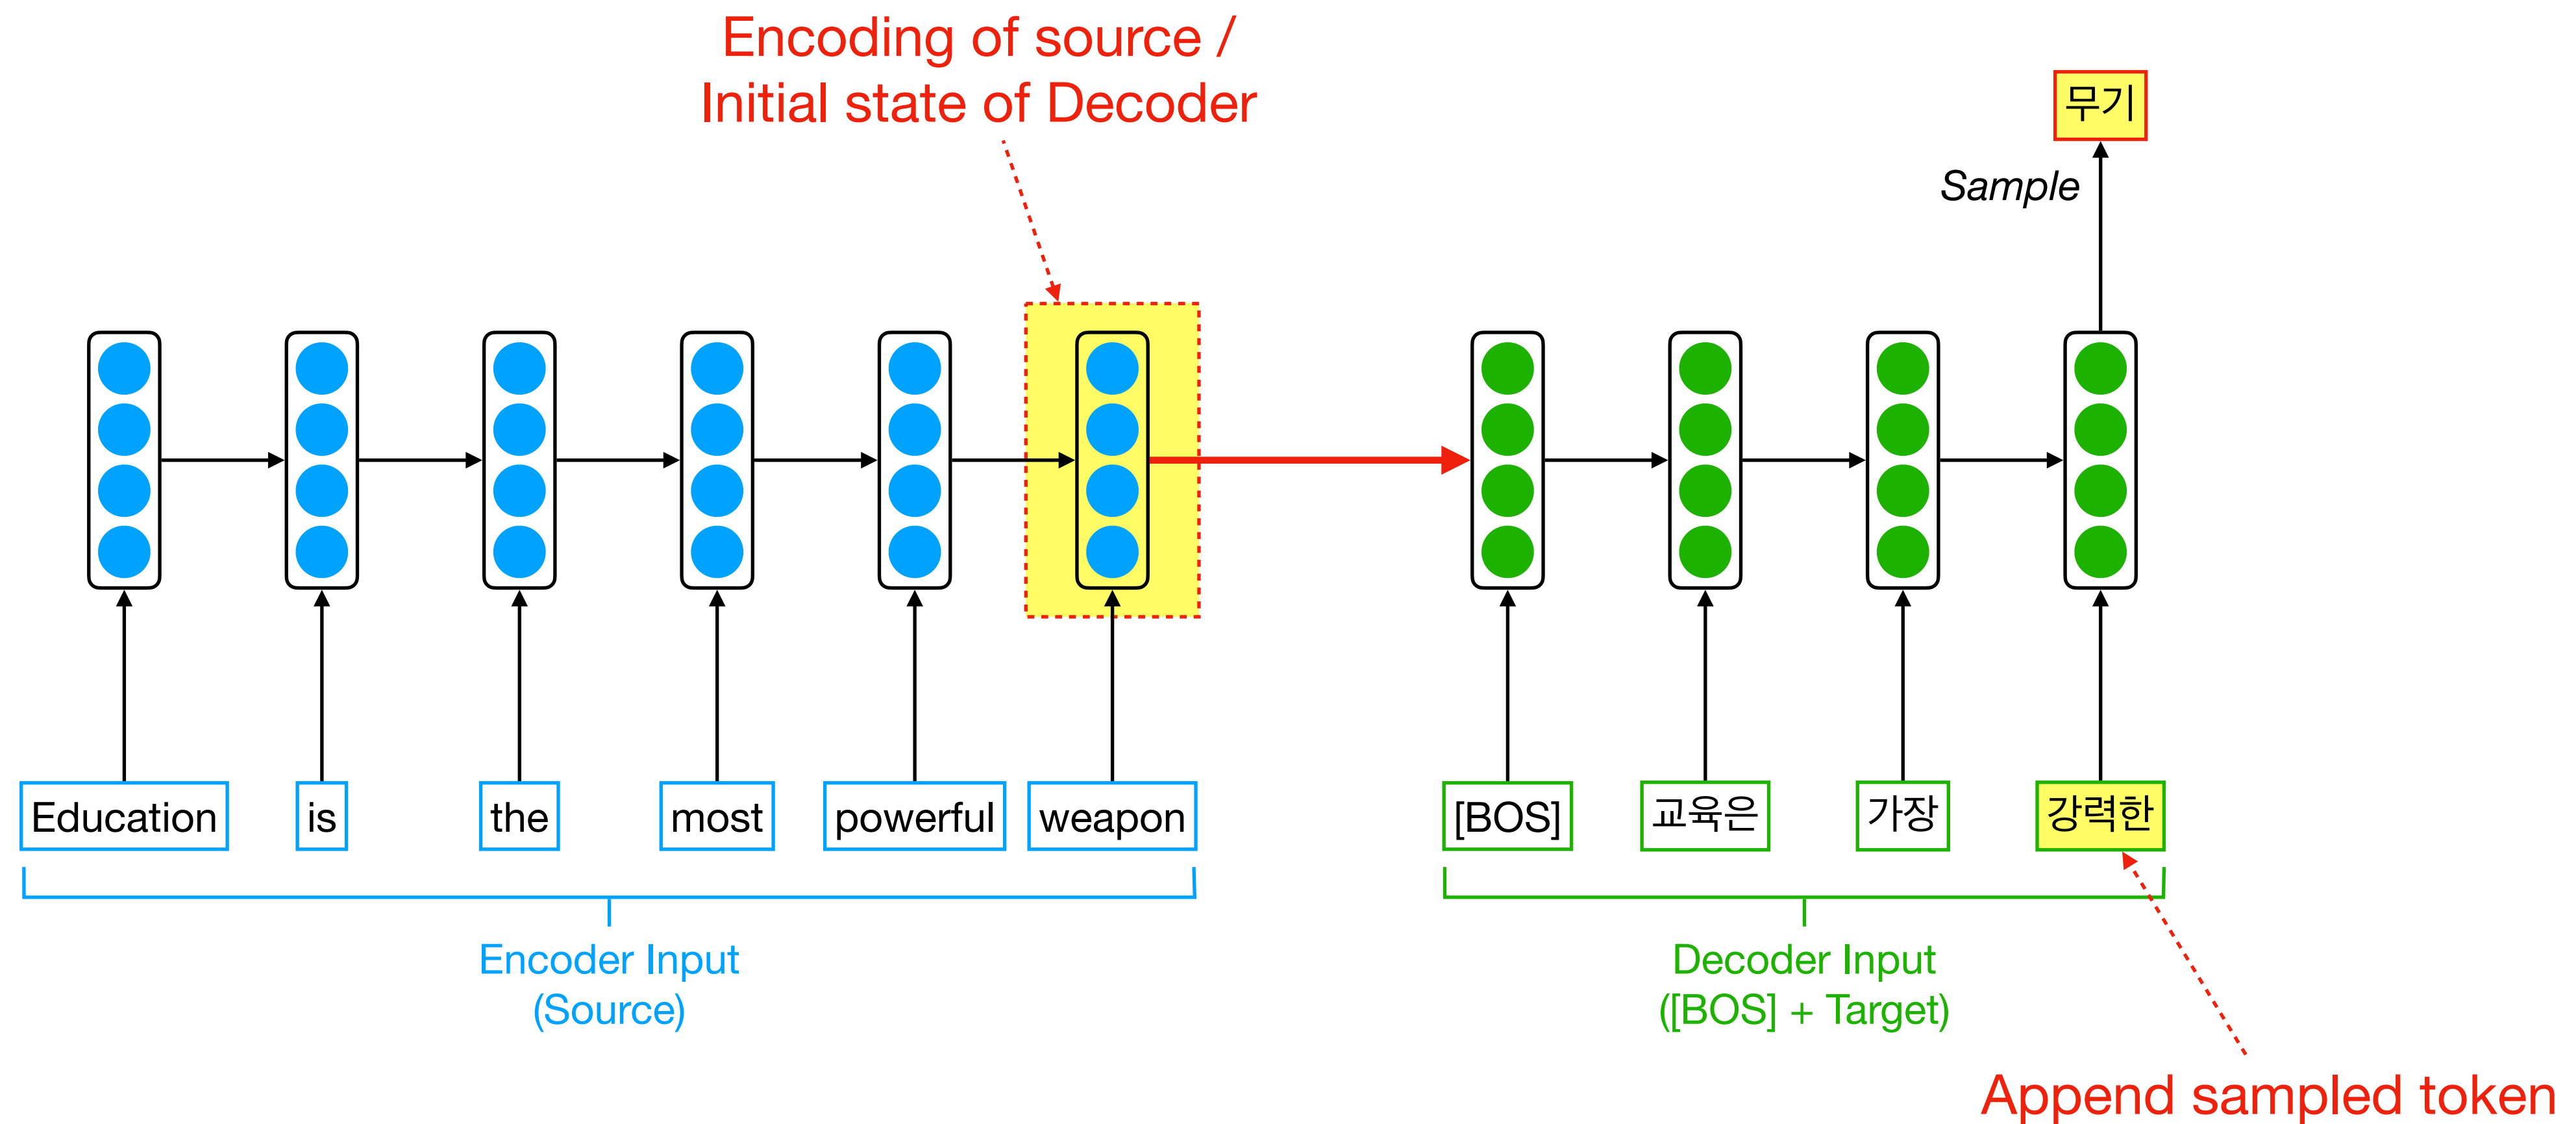 Encoding of source /
Initial state of Decoder
무기
Sample
Education is the most powerful weapon
[BOS] 교육은 가장 강력한
Encoder Input
(Source)
Decoder Input
([BOS] + Target)
Append sampled token